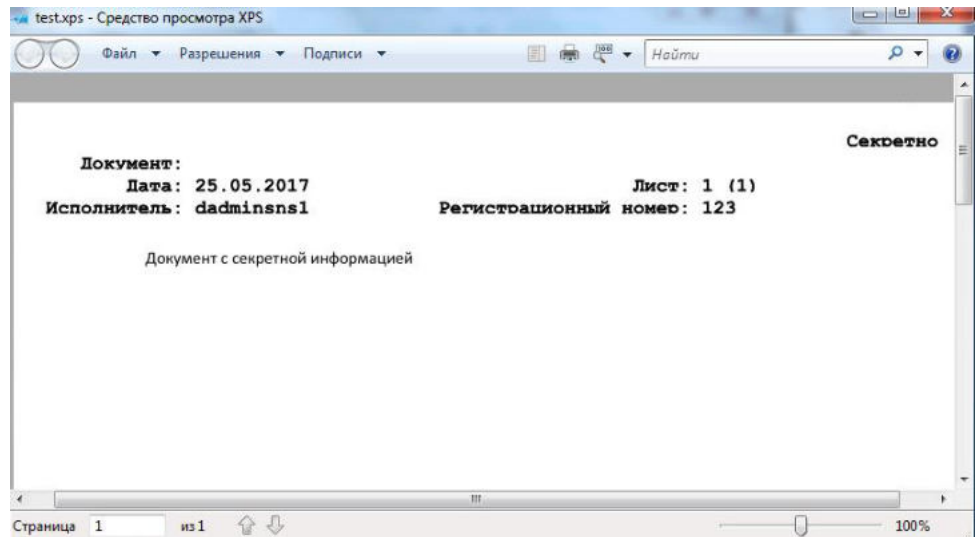 test.xps - Средство просмотра XPS
Файл Разрешения Подписи Найти
Секретно
Документ:
Дата: 25.05.2017 Лист: 1 (1)
Исполнитель: dadminsns1 Регистрационный номер: 123
Документ с секретной информацией
Страница 1 из 1 100%